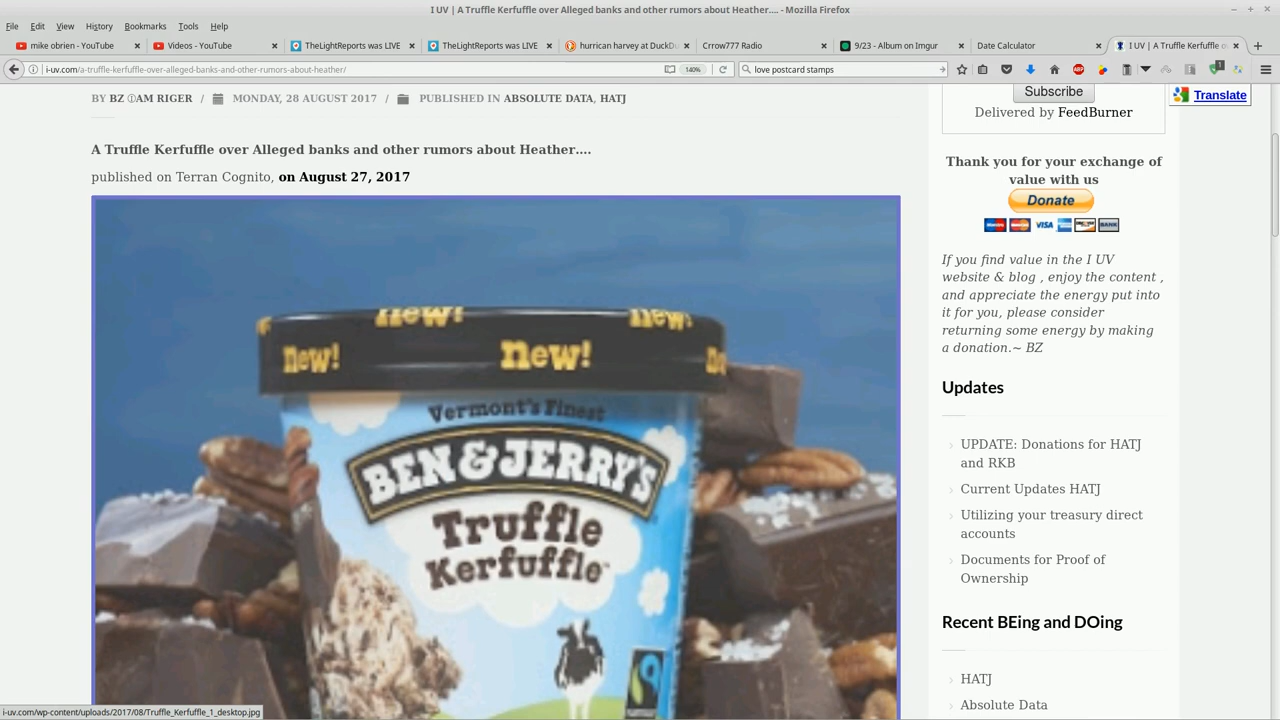 I UV | A Truffle Kerfuffle over Alleged banks and other rumors about Heather.... - Mozilla Firefox
File Edit View History Bookmarks Tools Help
mike obrien - YouTube
Videos - YouTube
TheLightReports was LIVE
TheLightReports was LIVE
hurrican harvey at DuckDu
Crrow777 Radio
9/23 - Album on Imgur
Date Calculator
I UV | A Truffle Kerfuffle o
i-uv.com/a-truffle-kerfuffle-over-alleged-banks-and-other-rumors-about-heather/
140%
love postcard stamps
ABP
1
BY BZ ⒾAM RIGER / MONDAY, 28 AUGUST 2017 / PUBLISHED IN ABSOLUTE DATA, HATJ
A Truffle Kerfuffle over Alleged banks and other rumors about Heather....
published on Terran Cognito, on August 27, 2017
new! new!
new! new!
Vermont's Finest
BEN & JERRY'S
Truffle
Kerfuffle
Subscribe
Delivered by FeedBurner
Translate
Thank you for your exchange of
value with us
Donate
VISA
BANK
If you find value in the I UV
website & blog , enjoy the content ,
and appreciate the energy put into
it for you, please consider
returning some energy by making
a donation.~ BZ
Updates
UPDATE: Donations for HATJ
and RKB
Current Updates HATJ
Utilizing your treasury direct
accounts
Documents for Proof of
Ownership
Recent BEing and DOing
HATJ
Absolute Data
i-uv.com/wp-content/uploads/2017/08/Truffle_Kerfuffle_1_desktop.jpg